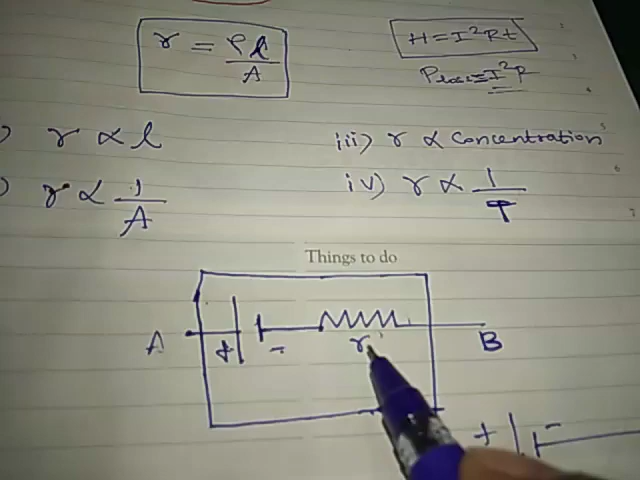 r = ρl/A
H = I²Rt
Ploss = I²R
) r ∝ l
iii) r ∝ Concentration
) r ∝ 1/A
iv) r ∝ 1/T
Things to do
A + - r B
+ -